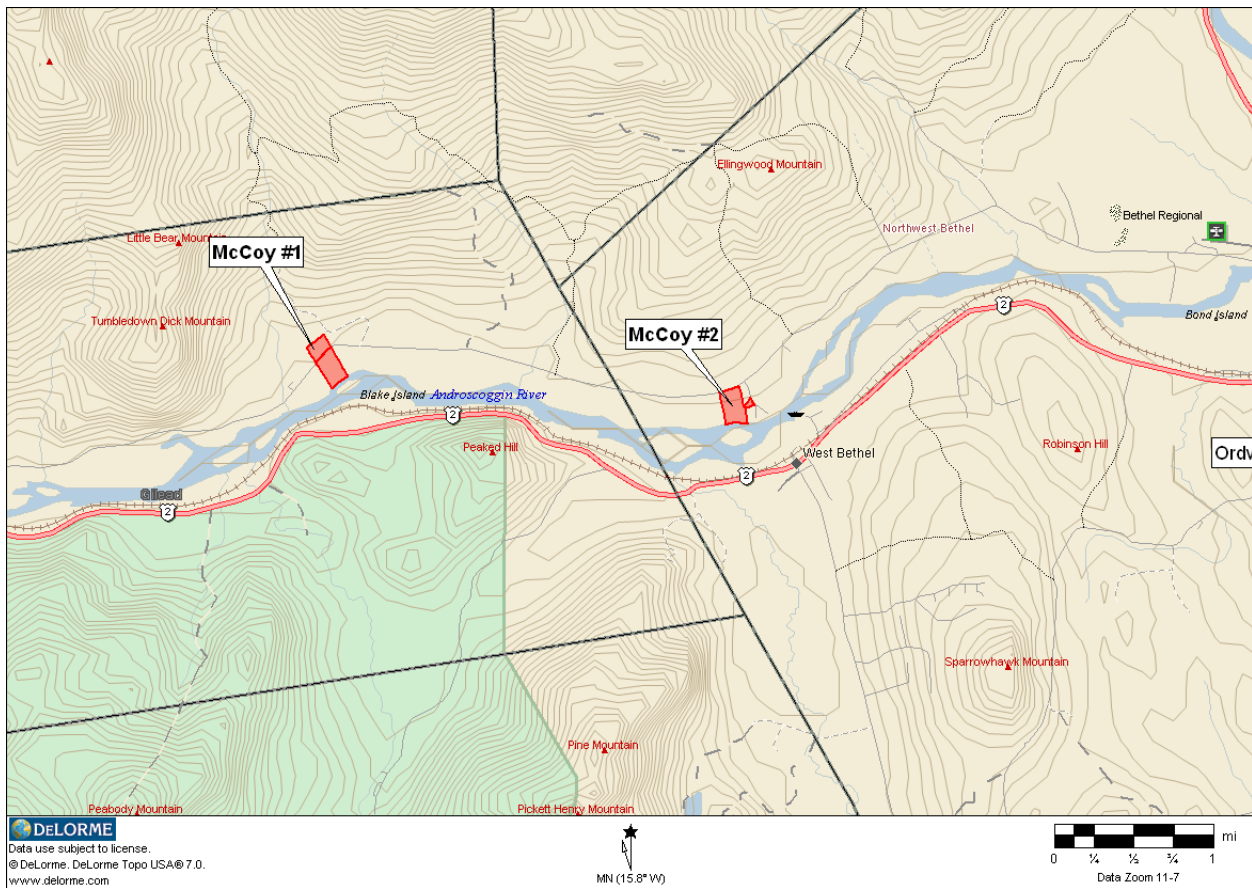 Ellingwood Mountain
Bethel Regional
Northwest Bethel
Little Bear Mountain
McCoy #1
Bond Island
2
Tumbledown Dick Mountain
McCoy #2
Blake Island
Androscoggin River
2
Peaked Hill
Robinson Hill
West Bethel
2
Gilead
2
Sparrowhawk Mountain
Pine Mountain
Peabody Mountain
Pickett Henry Mountain
DELORME
Data use subject to license.
© DeLorme. DeLorme Topo USA® 7.0.
www.delorme.com
MN (15.8° W)
mi
0 ¼ ½ ¾ 1
Data Zoom 11-7